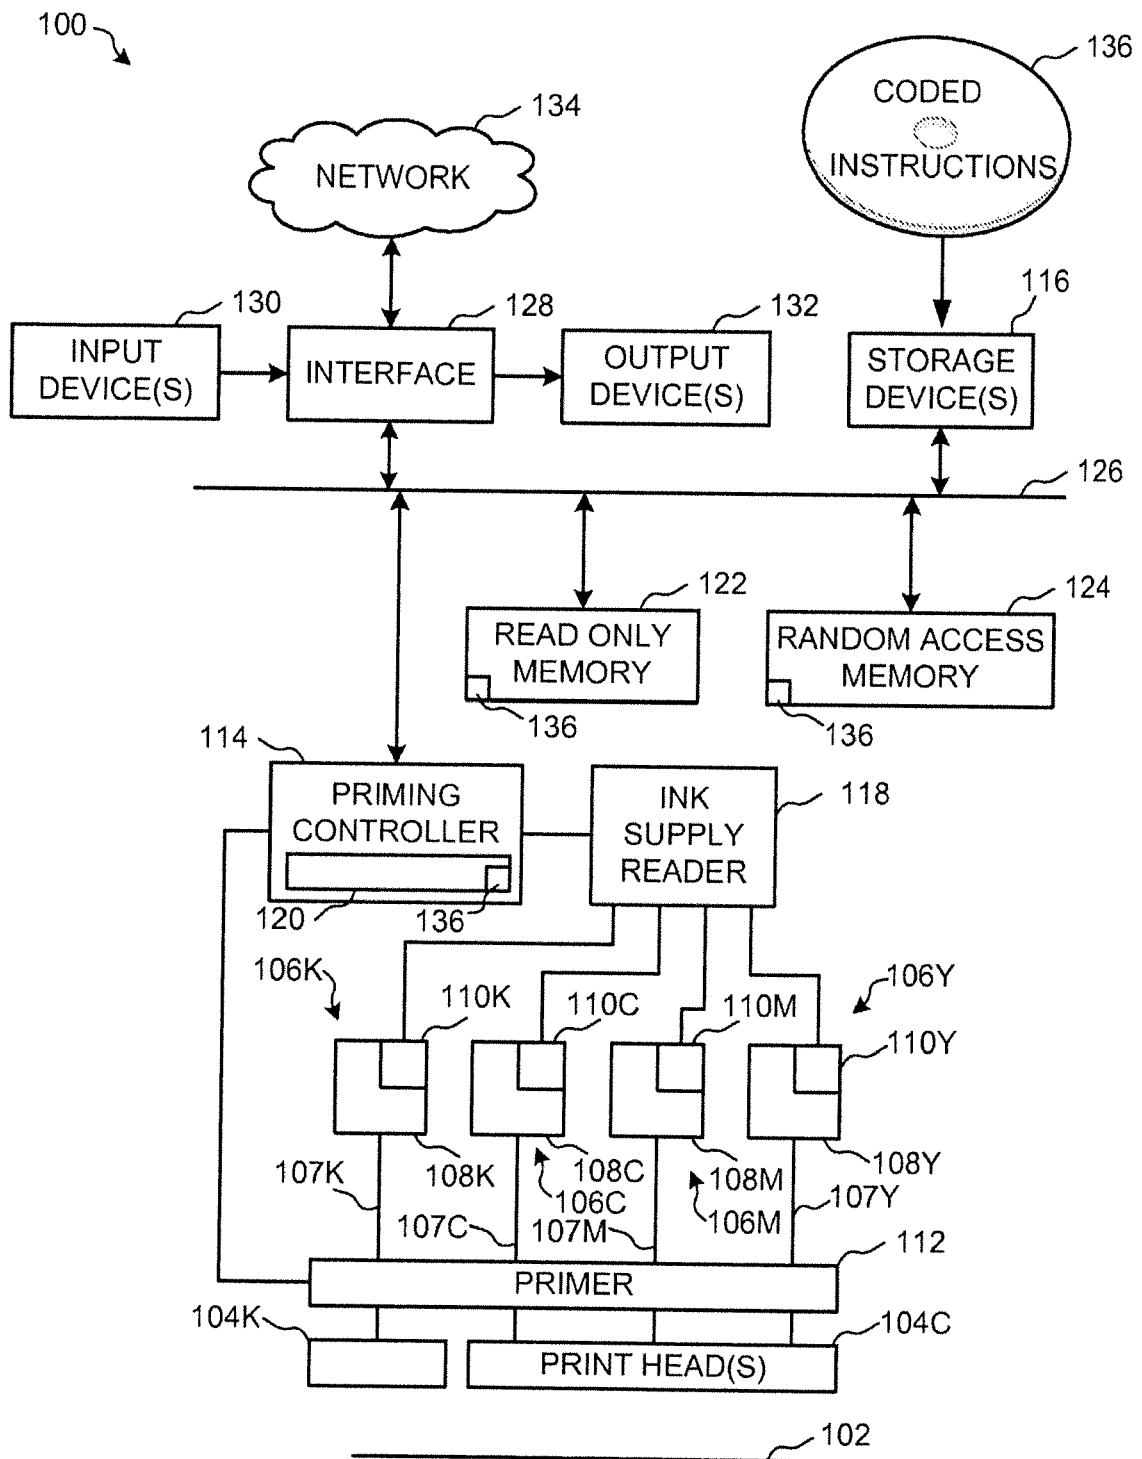 100
136
CODED
INSTRUCTIONS
134
NETWORK
130
128
132
116
INPUT
DEVICE(S)
INTERFACE
OUTPUT
DEVICE(S)
STORAGE
DEVICE(S)
126
122
124
READ ONLY
MEMORY
RANDOM ACCESS
MEMORY
136
136
114
PRIMING
CONTROLLER
INK
SUPPLY
READER
118
120
136
106K
106Y
110K
110C
110M
110Y
108K
108C
108M
108Y
107K
106C
106M
107Y
107C
107M
112
PRIMER
104K
104C
PRINT HEAD(S)
102